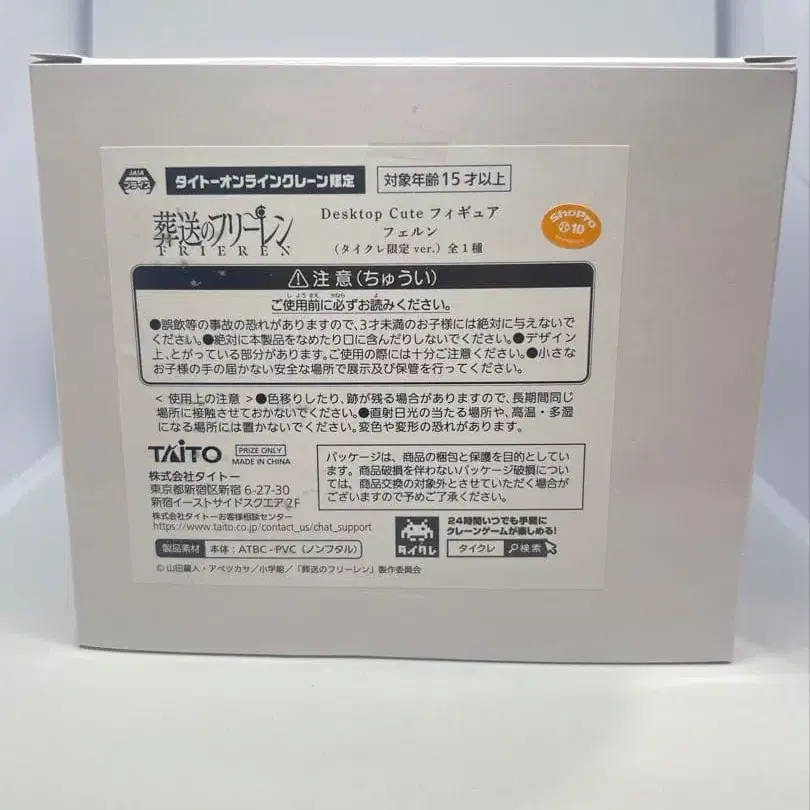 JAIA
プライズ
タイトーオンラインクレーン限定
対象年齢15才以上
葬送のフリーレン
FRIEREN
Desktop Cute フィギュア
フェルン
(タイクレ限定 ver.) 全1種
ShoPro
10
⚠注意(ちゅうい)
しようまえ かなら よ
ご使用前に必ずお読みください。
●誤飲等の事故の恐れがありますので、3才未満のお子様には絶対に与えないで
ください。●絶対に本製品をなめたり口に含んだりしないでください。●デザイン
上、とがっている部分があります。ご使用の際には十分ご注意ください。●小さな
お子様の手の届かない安全な場所で展示及び保管を行ってください。
< 使用上の注意 >●色移りしたり、跡が残る場合がありますので、長期間同じ
場所に接触させておかないでください。●直射日光の当たる場所や、高温・多湿
になる場所には置かないでください。変色や変形の恐れがあります。
TAITO
PRIZE ONLY
MADE IN CHINA
株式会社タイトー
東京都新宿区新宿 6-27-30
新宿イーストサイドスクエア 2F
株式会社タイトーお客様相談センター
https://www.taito.co.jp/contact_us/chat_support
パッケージは、商品の梱包と保護を目的としてい
ます。商品破損を伴わないパッケージ破損につい
ては、商品交換の対象外とさせていただく場合が
ございますので予めご了承ください。
タイクレ
24時間いつでも手軽に
クレーンゲームが楽しめる!
タイクレ 検索
製品素材 本体:ATBC-PVC(ノンフタル)
© 山田鐘人・アベツカサ/小学館/「葬送のフリーレン」製作委員会